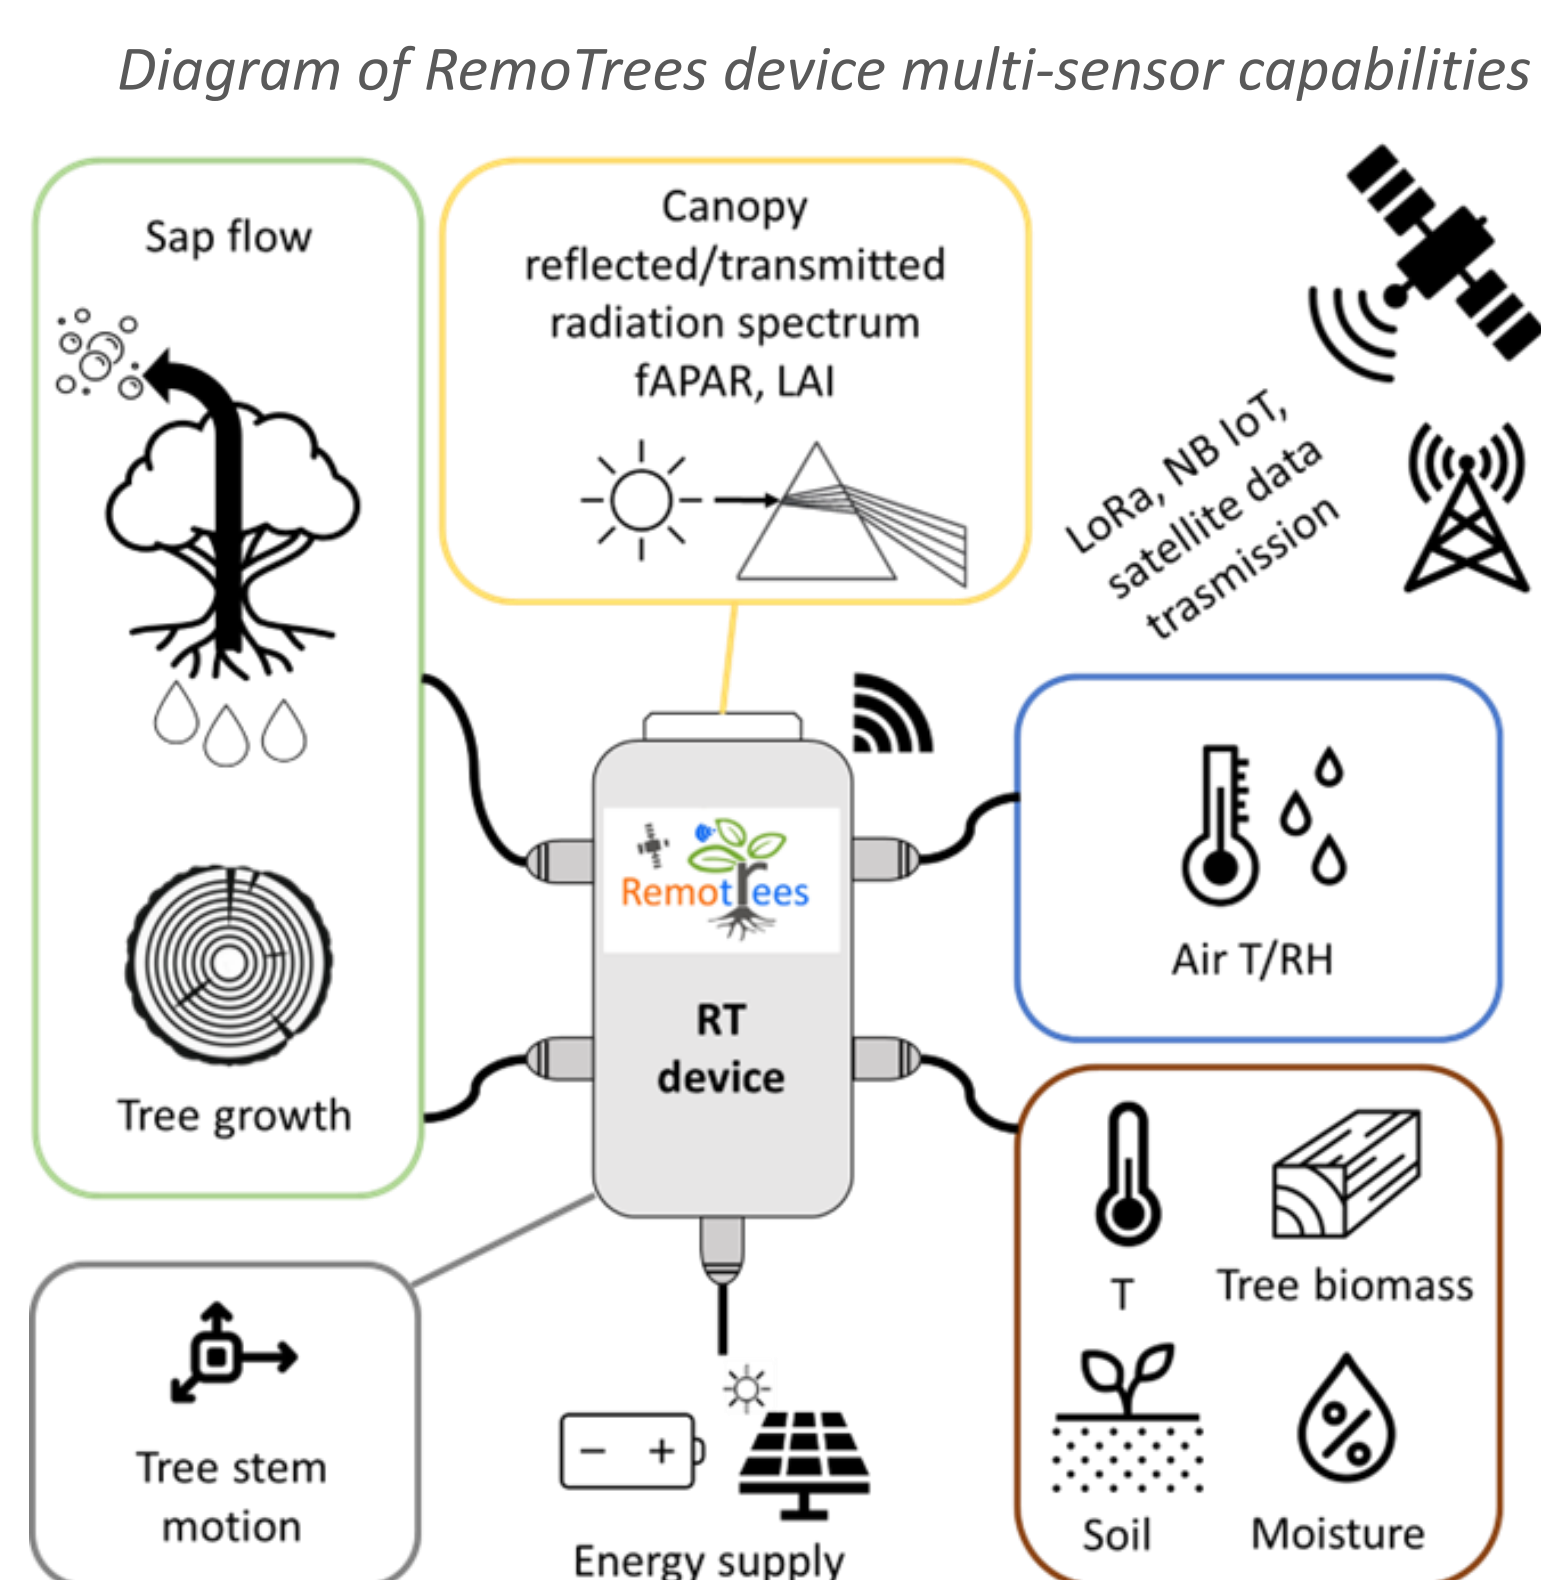 Diagram of RemoTrees device multi-sensor capabilities
Sap flow
Canopy
reflected/transmitted
radiation spectrum
fAPAR, LAI
LoRa, NB IoT,
satellite data
trasmission
Remotrees
RT
device
Air T/RH
Tree growth
T
Tree biomass
Soil
Moisture
Tree stem
motion
Energy supply